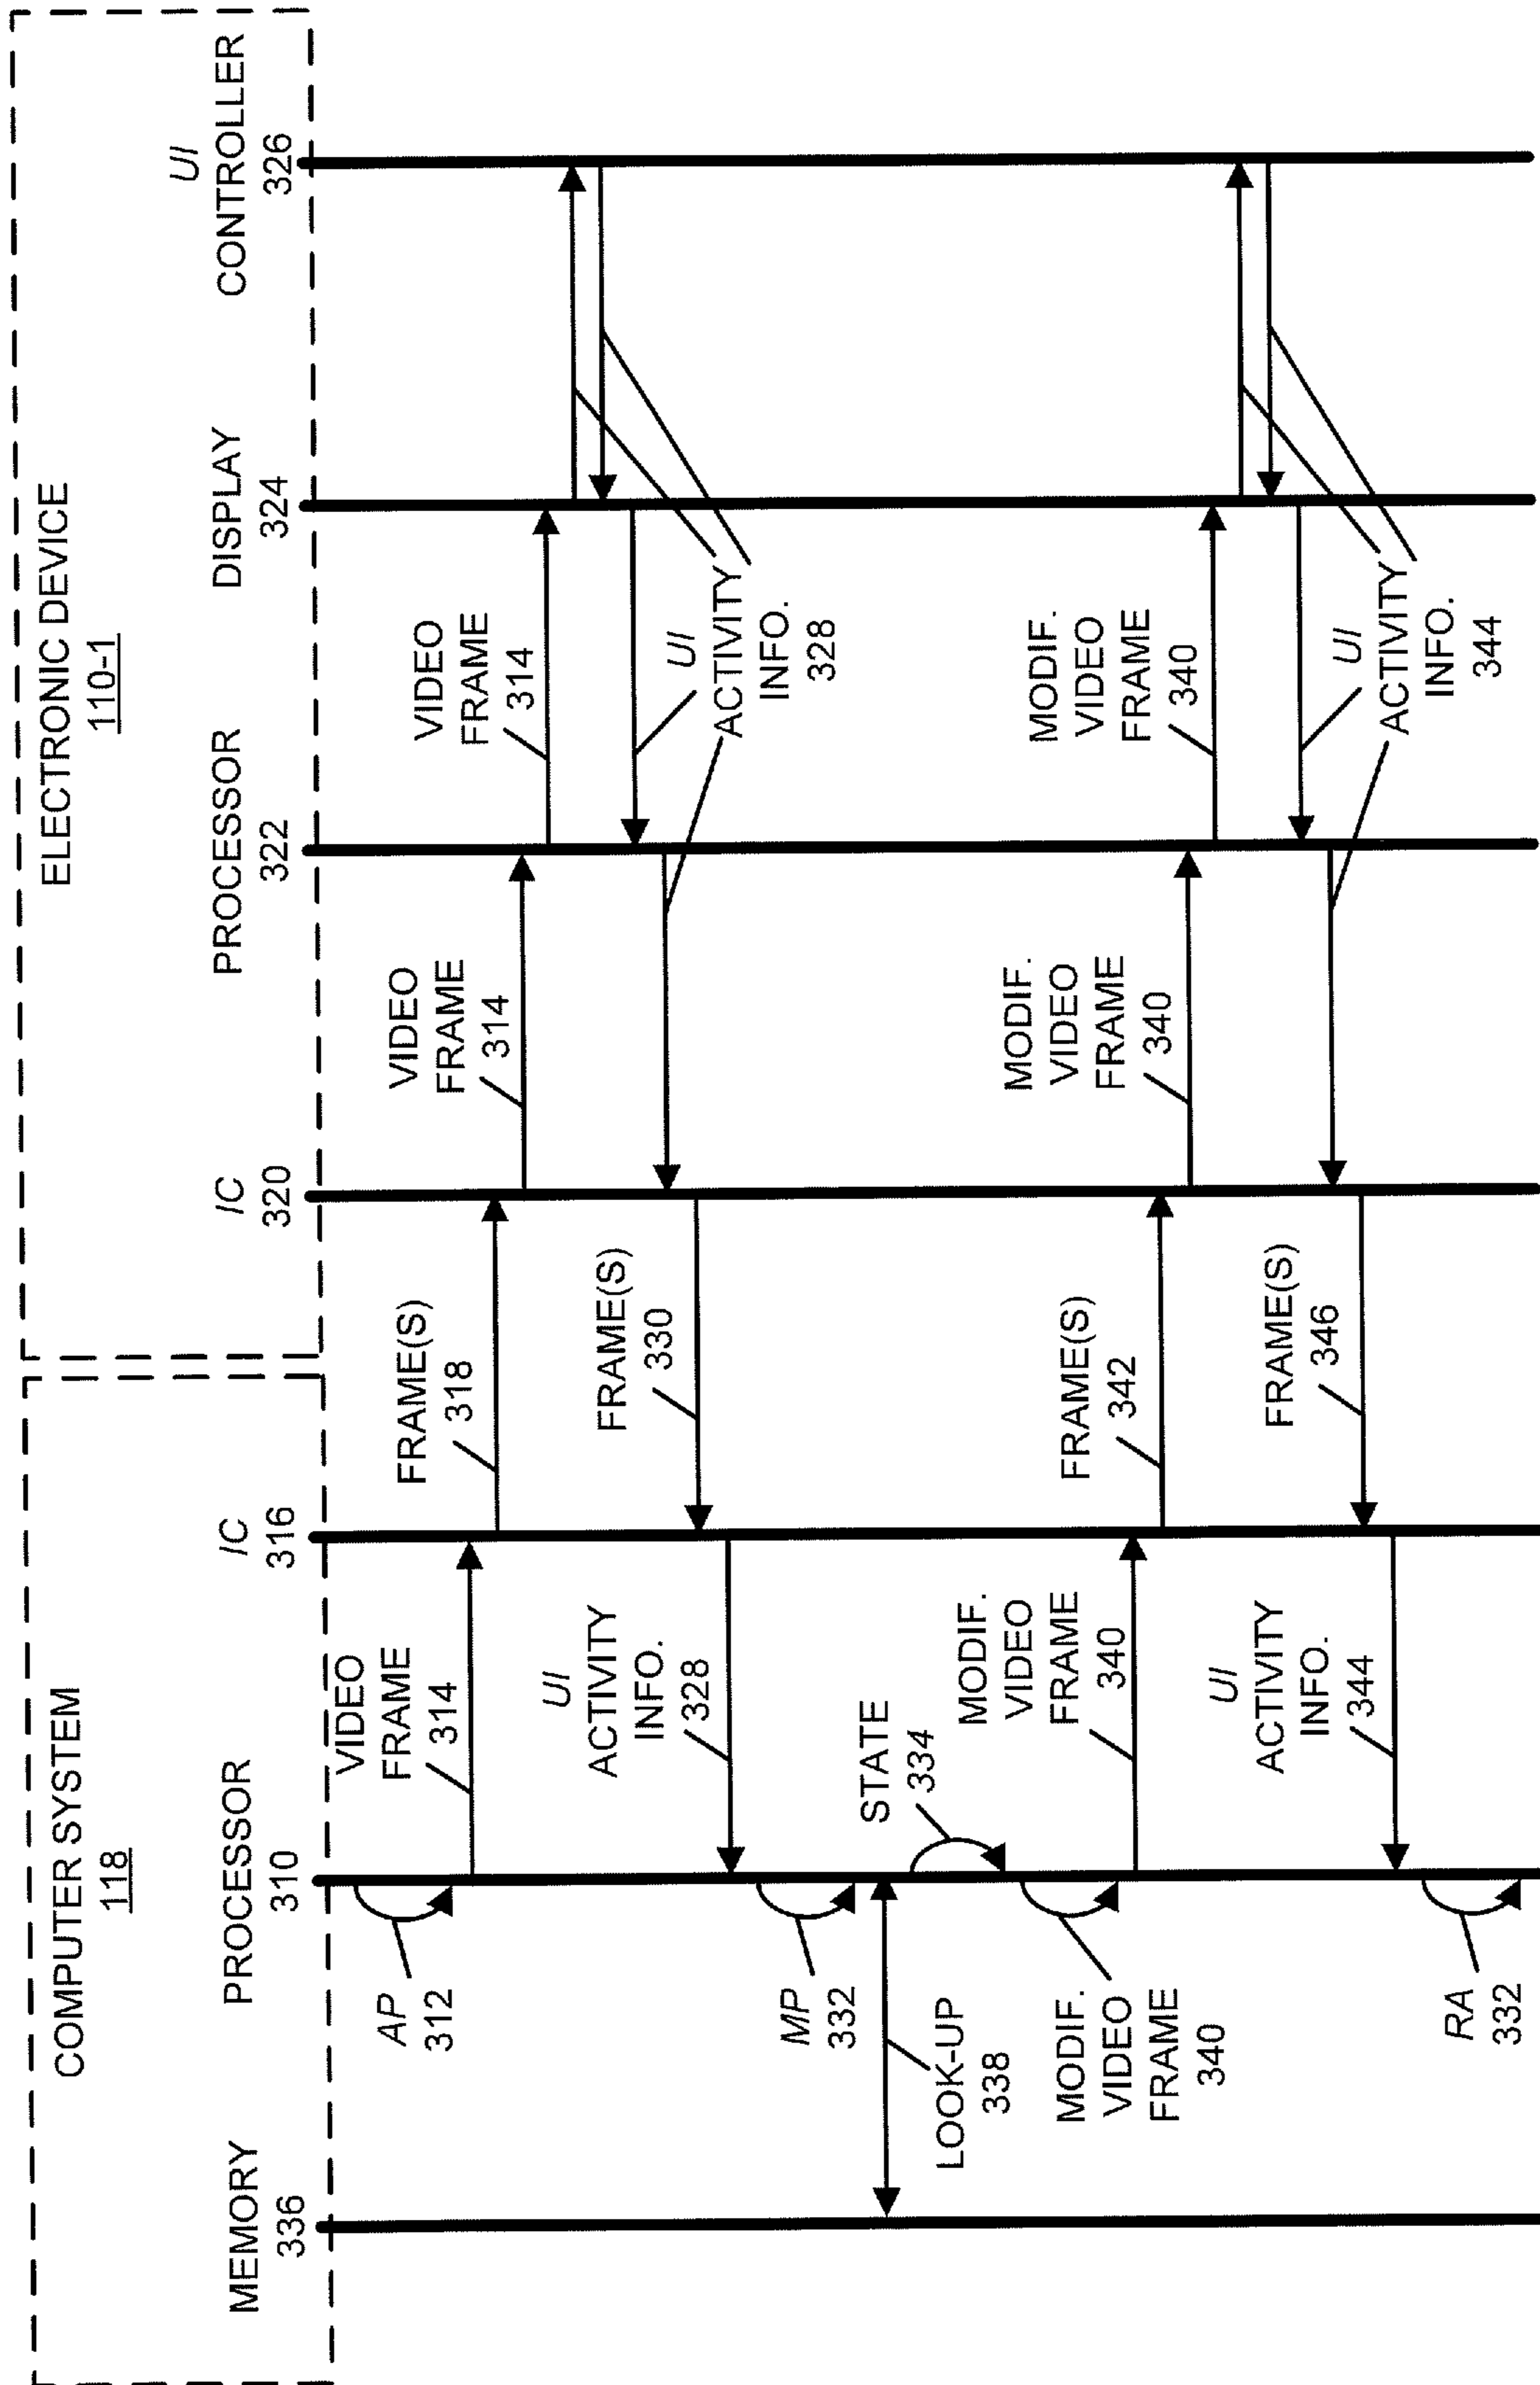 COMPUTER SYSTEM
118
ELECTRONIC DEVICE
110-1
MEMORY
336
PROCESSOR
310
IC
316
IC
320
PROCESSOR
322
DISPLAY
324
UI
CONTROLLER
326
AP
312
VIDEO
FRAME
314
FRAME(S)
318
VIDEO
FRAME
314
VIDEO
FRAME
314
UI
ACTIVITY
INFO.
328
FRAME(S)
330
UI
ACTIVITY
INFO.
328
MP
332
LOOK-UP
338
STATE
334
MODIF.
VIDEO
FRAME
340
MODIF.
VIDEO
FRAME
340
FRAME(S)
342
MODIF.
VIDEO
FRAME
340
MODIF.
VIDEO
FRAME
340
UI
ACTIVITY
INFO.
344
FRAME(S)
346
UI
ACTIVITY
INFO.
344
RA
332